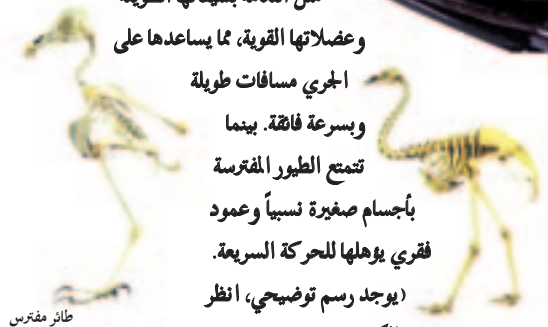 وعضلاتها القوية، مما يساعدها على
الجري مسافات طويلة
وبسرعة فائقة. بينما
تتمتع الطيور المفترسة
بأجسام صغيرة نسبياً وعمود
فقري يؤهلها للحركة السريعة.
(يوجد رسم توضيحي، انظر
طائر مفترس